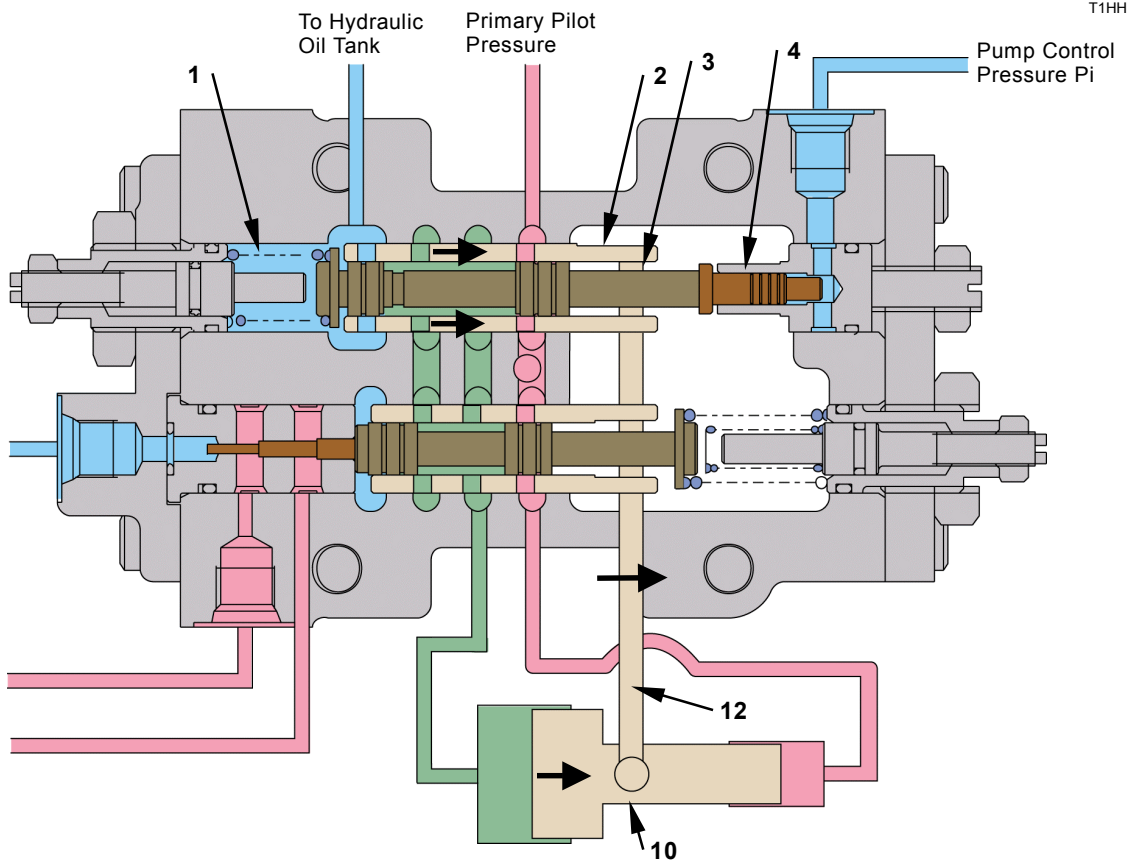 T1HH
To Hydraulic
Oil Tank
Primary Pilot
Pressure
Pump Control
Pressure Pi
1
2
3
4
12
10